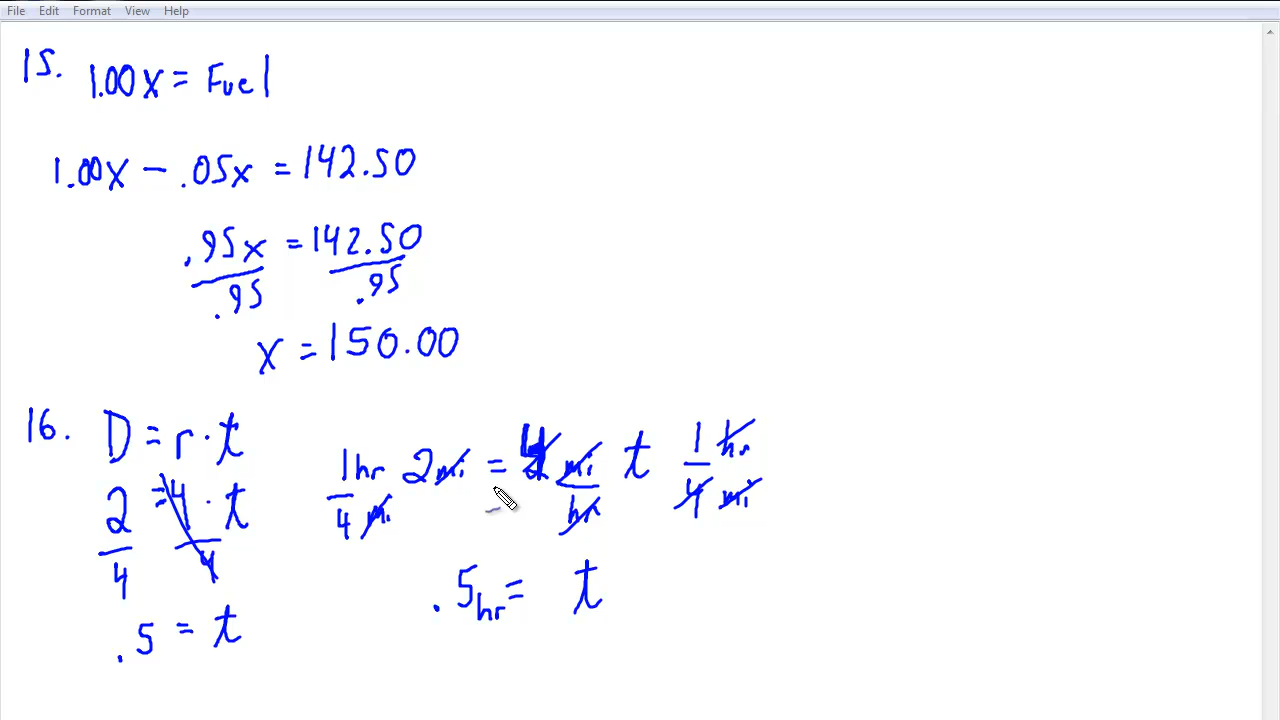 File Edit Format View Help
15. 1.00x = Fuel
1.00x - .05x = 142.50
.95x = 142.50
.95 .95
x = 150.00
16. D = r · t
2 = 4 · t
4 4
.5 = t
1hr 2mi = 4 mi t 1 hr
4 mi hr 4 mi
.5hr = t